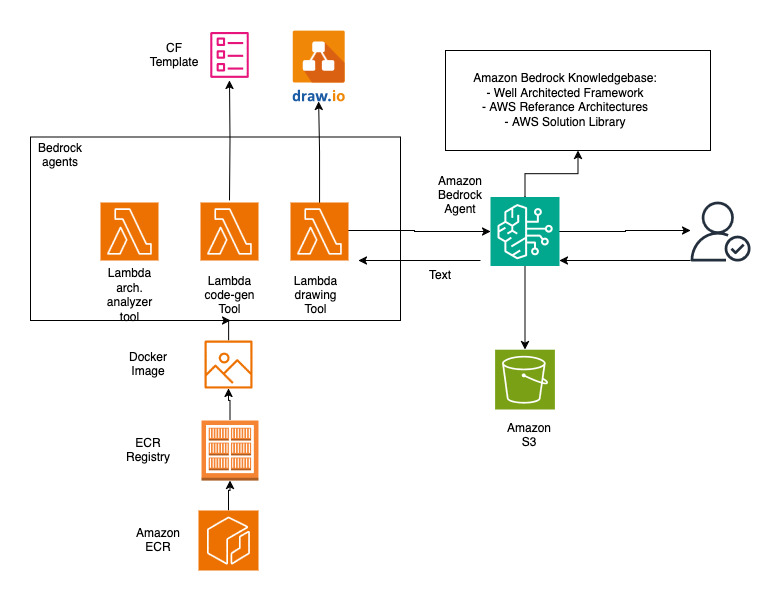 CF
Template
draw.io
Amazon Bedrock Knowledgebase:
- Well Architected Framework
- AWS Referance Architectures
- AWS Solution Library
Bedrock
agents
Amazon
Bedrock
Agent
Lambda
arch.
analyzer
tool
Lambda
code-gen
Tool
Lambda
drawing
Tool
Text
Docker
Image
Amazon
S3
ECR
Registry
Amazon
ECR